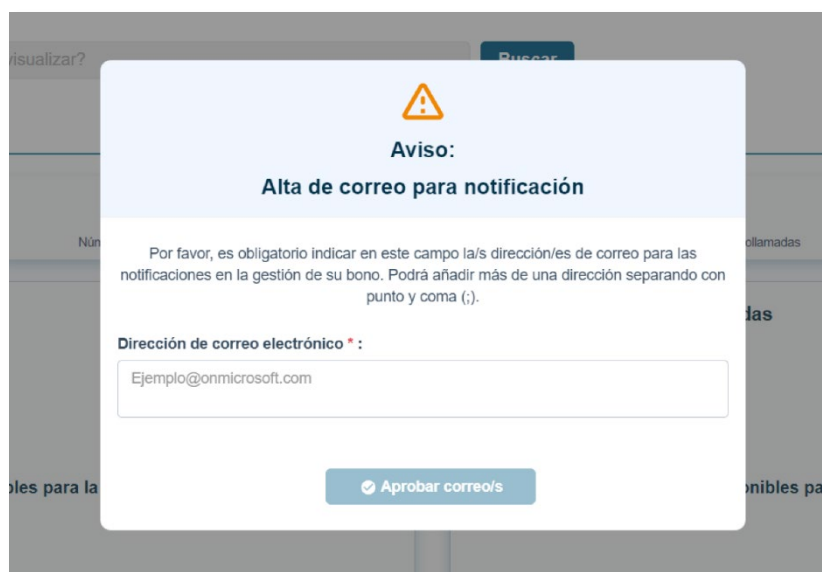 visualizar?
Buscar
Aviso:
Alta de correo para notificación
Por favor, es obligatorio indicar en este campo la/s dirección/es de correo para las
notificaciones en la gestión de su bono. Podrá añadir más de una dirección separando con
punto y coma (;).
Dirección de correo electrónico * :
Ejemplo@onmicrosoft.com
Aprobar correo/s
Núm
ollamadas
das
bles para la
onibles pa